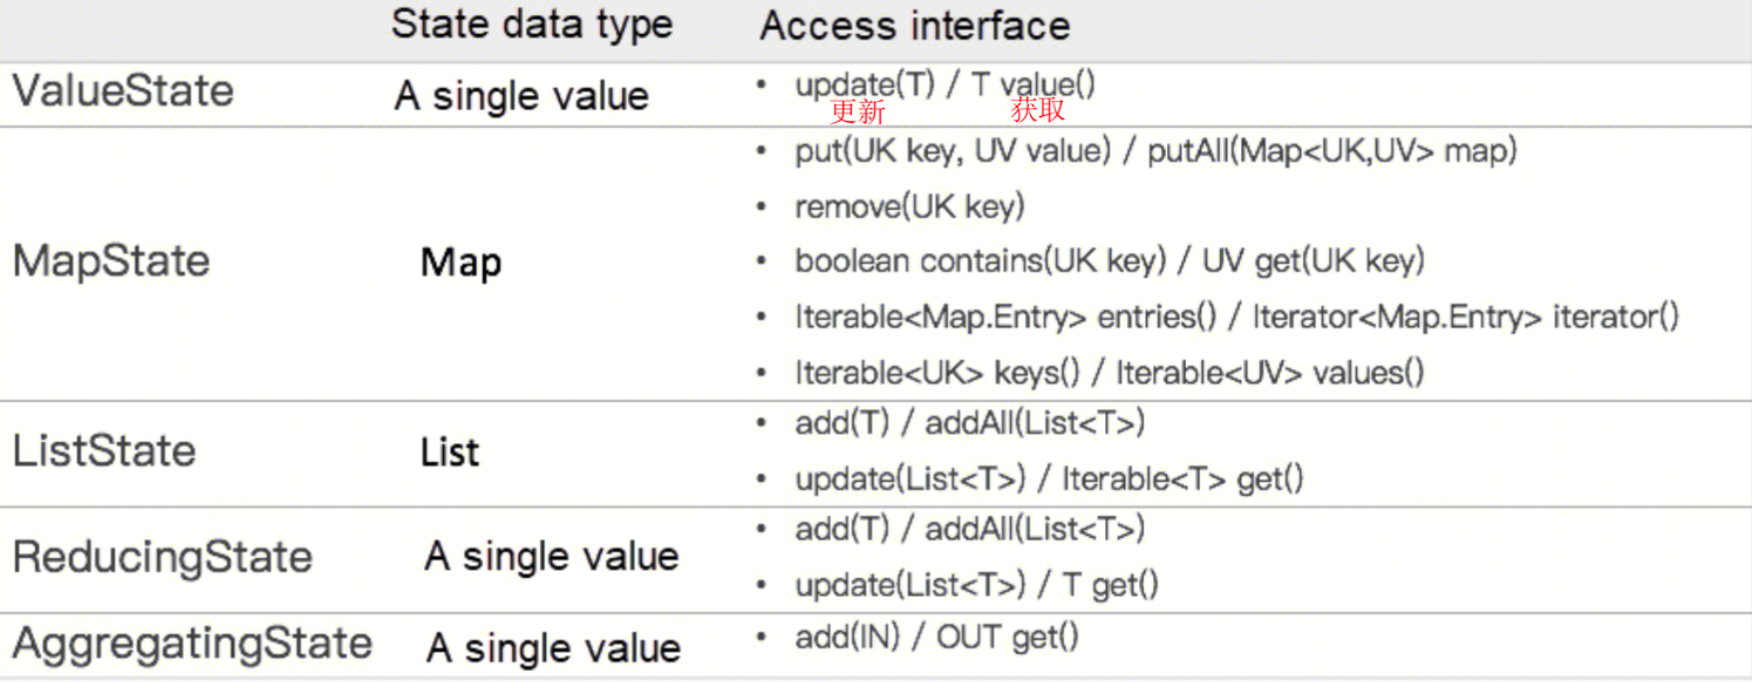 State data type Access interface
ValueState A single value • update(T) / T value()
更新 获取
• put(UK key, UV value) / putAll(Map<UK,UV> map)
• remove(UK key)
MapState Map • boolean contains(UK key) / UV get(UK key)
• Iterable<Map.Entry> entries() / Iterator<Map.Entry> iterator()
• Iterable<UK> keys() / Iterable<UV> values()
• add(T) / addAll(List<T>)
ListState List
• update(List<T>) / Iterable<T> get()
• add(T) / addAll(List<T>)
ReducingState A single value
• update(List<T>) / T get()
AggregatingState A single value • add(IN) / OUT get()